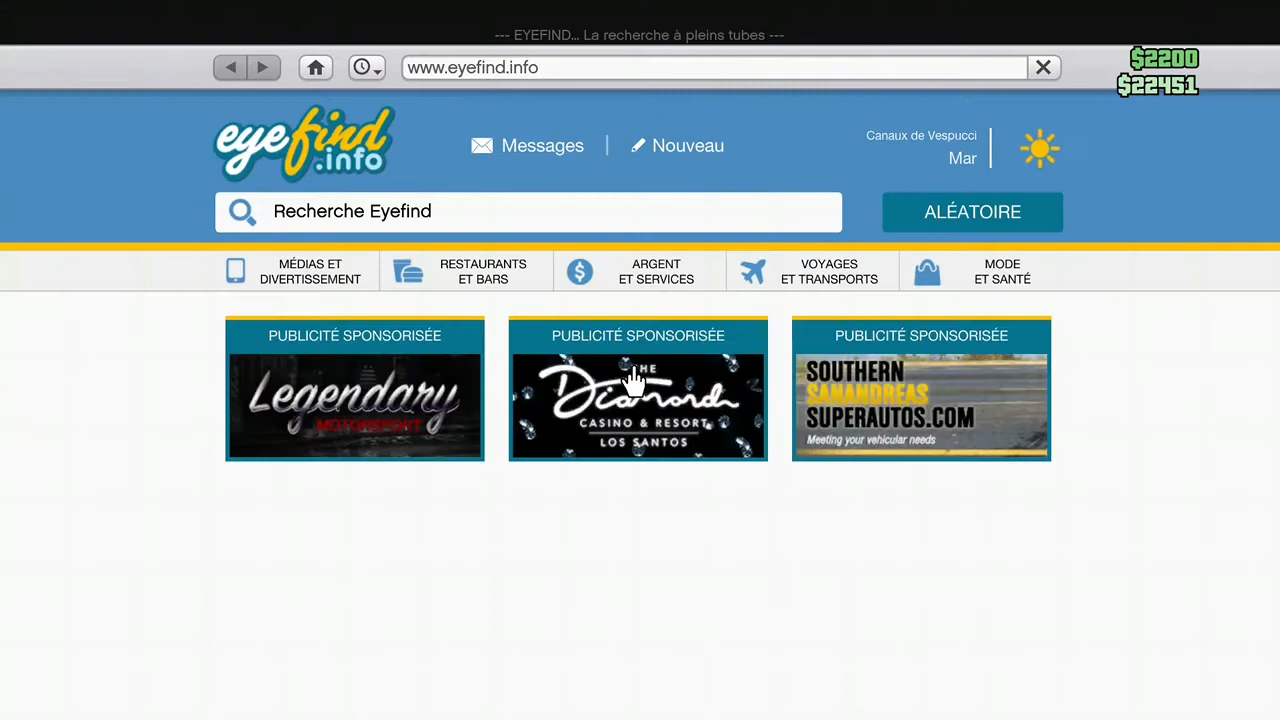 --- EYEFIND... La recherche à pleins tubes ---
www.eyefind.info
$2200
$22451
eyefind
.info
Messages
Nouveau
Canaux de Vespucci
Mar
Recherche Eyefind
ALÉATOIRE
MÉDIAS ET
DIVERTISSEMENT
RESTAURANTS
ET BARS
ARGENT
ET SERVICES
VOYAGES
ET TRANSPORTS
MODE
ET SANTÉ
PUBLICITÉ SPONSORISÉE
Legendary
MOTORSPORT
PUBLICITÉ SPONSORISÉE
THE
Diamond
CASINO & RESORT
LOS SANTOS
PUBLICITÉ SPONSORISÉE
SOUTHERN
SANANDREAS
SUPERAUTOS.COM
Meeting your vehicular needs